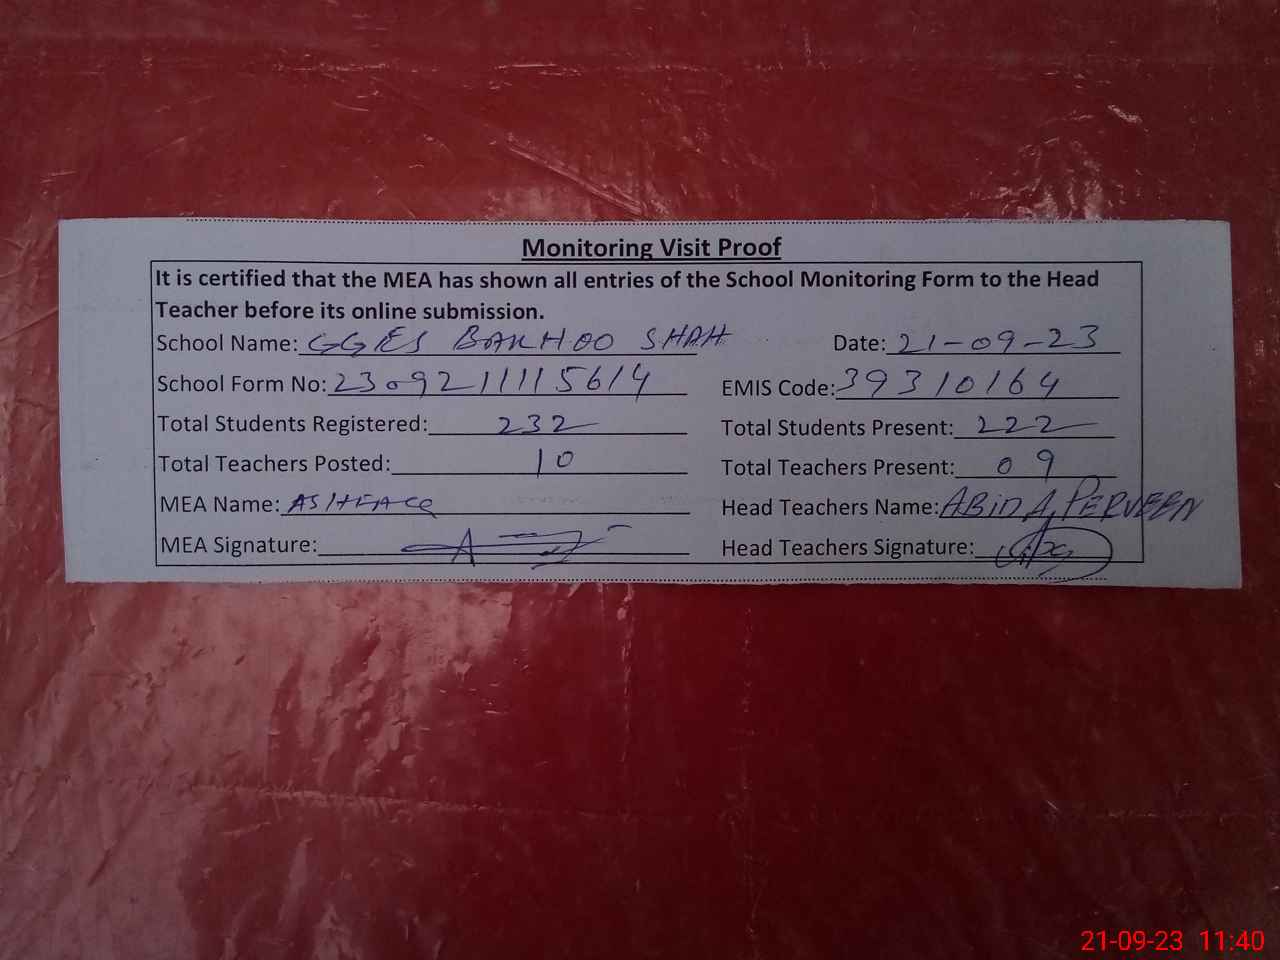 Monitoring Visit Proof
It is certified that the MEA has shown all entries of the School Monitoring Form to the Head
Teacher before its online submission.
School Name: GGES BAKHOO SHAH Date: 21-09-23
School Form No: 23092111115614 EMIS Code: 39310164
Total Students Registered: 232 Total Students Present: 222
Total Teachers Posted: 10 Total Teachers Present: 09
MEA Name: ASHFAQ Head Teachers Name: ABIDA PERVEEN
MEA Signature: Head Teachers Signature:
21-09-23 11:40